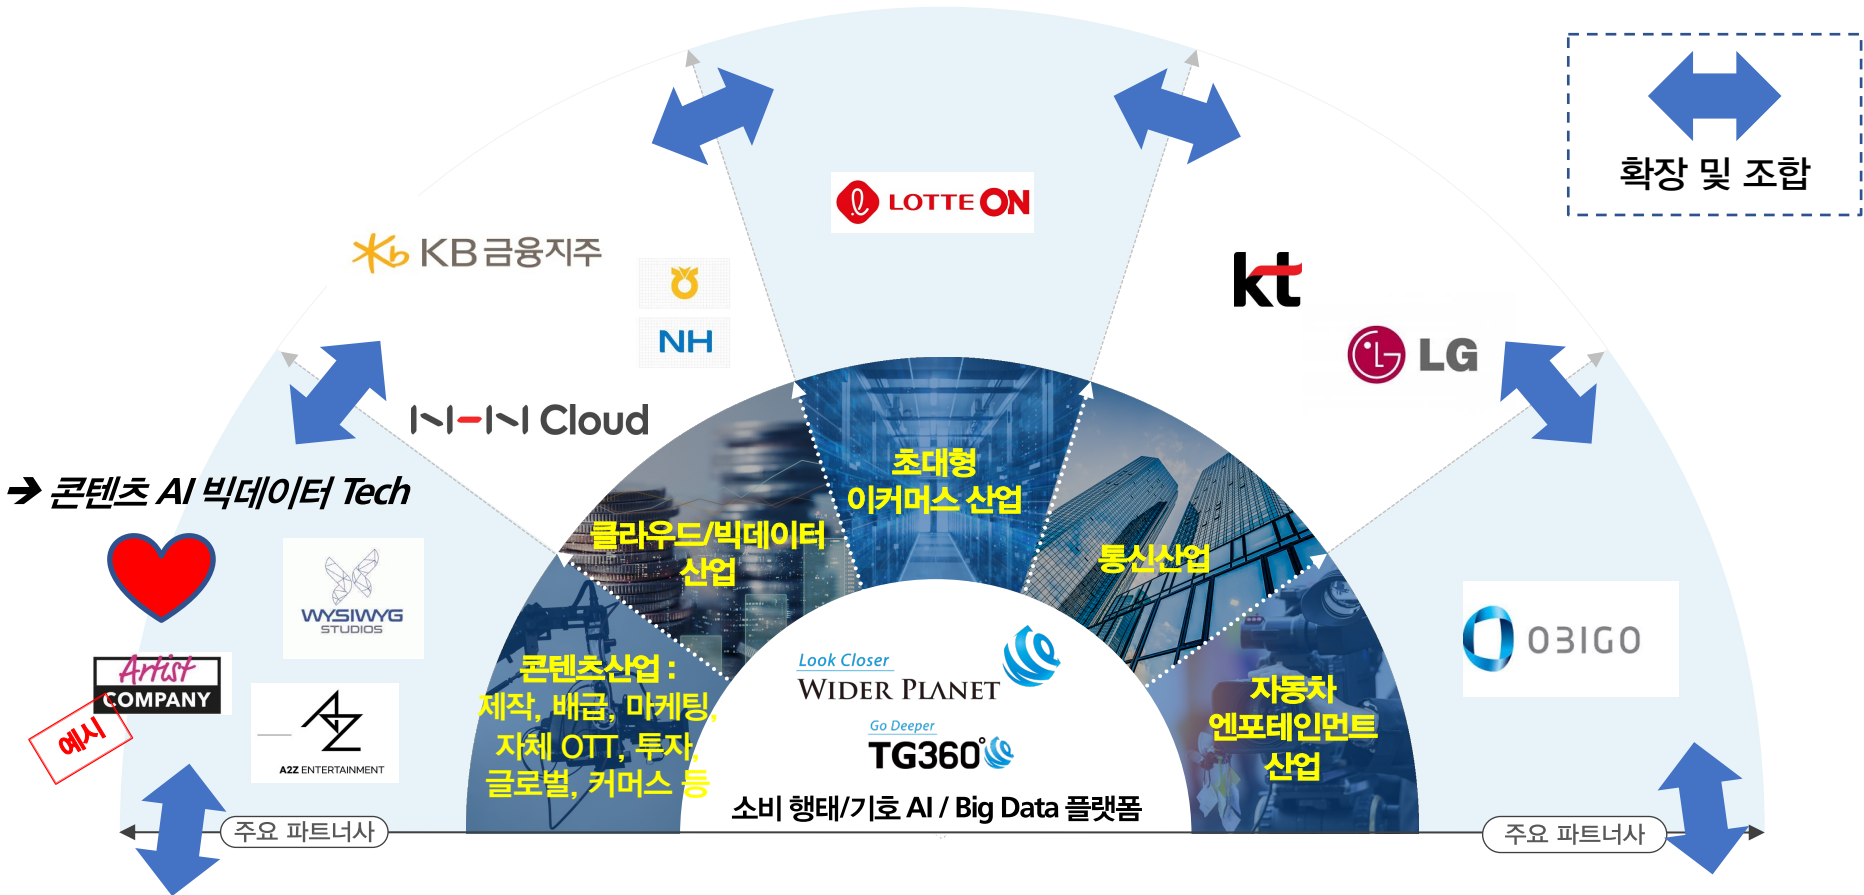 확장 및 조합
LOTTE ON
KB금융지주
NH
kt
LG
NHN Cloud
➔ 콘텐츠 AI 빅데이터 Tech
초대형
이커머스 산업
클라우드/빅데이터
산업
통신산업
WYSIWYG
STUDIOS
Artist
COMPANY
예시
AZ
A2Z ENTERTAINMENT
콘텐츠산업 :
제작, 배급, 마케팅,
자체 OTT, 투자,
글로벌, 커머스 등
자동차
엔포테인먼트
산업
OBIGO
Look Closer
WIDER PLANET
Go Deeper
TG360°
소비 행태/기호 AI / Big Data 플랫폼
주요 파트너사
주요 파트너사